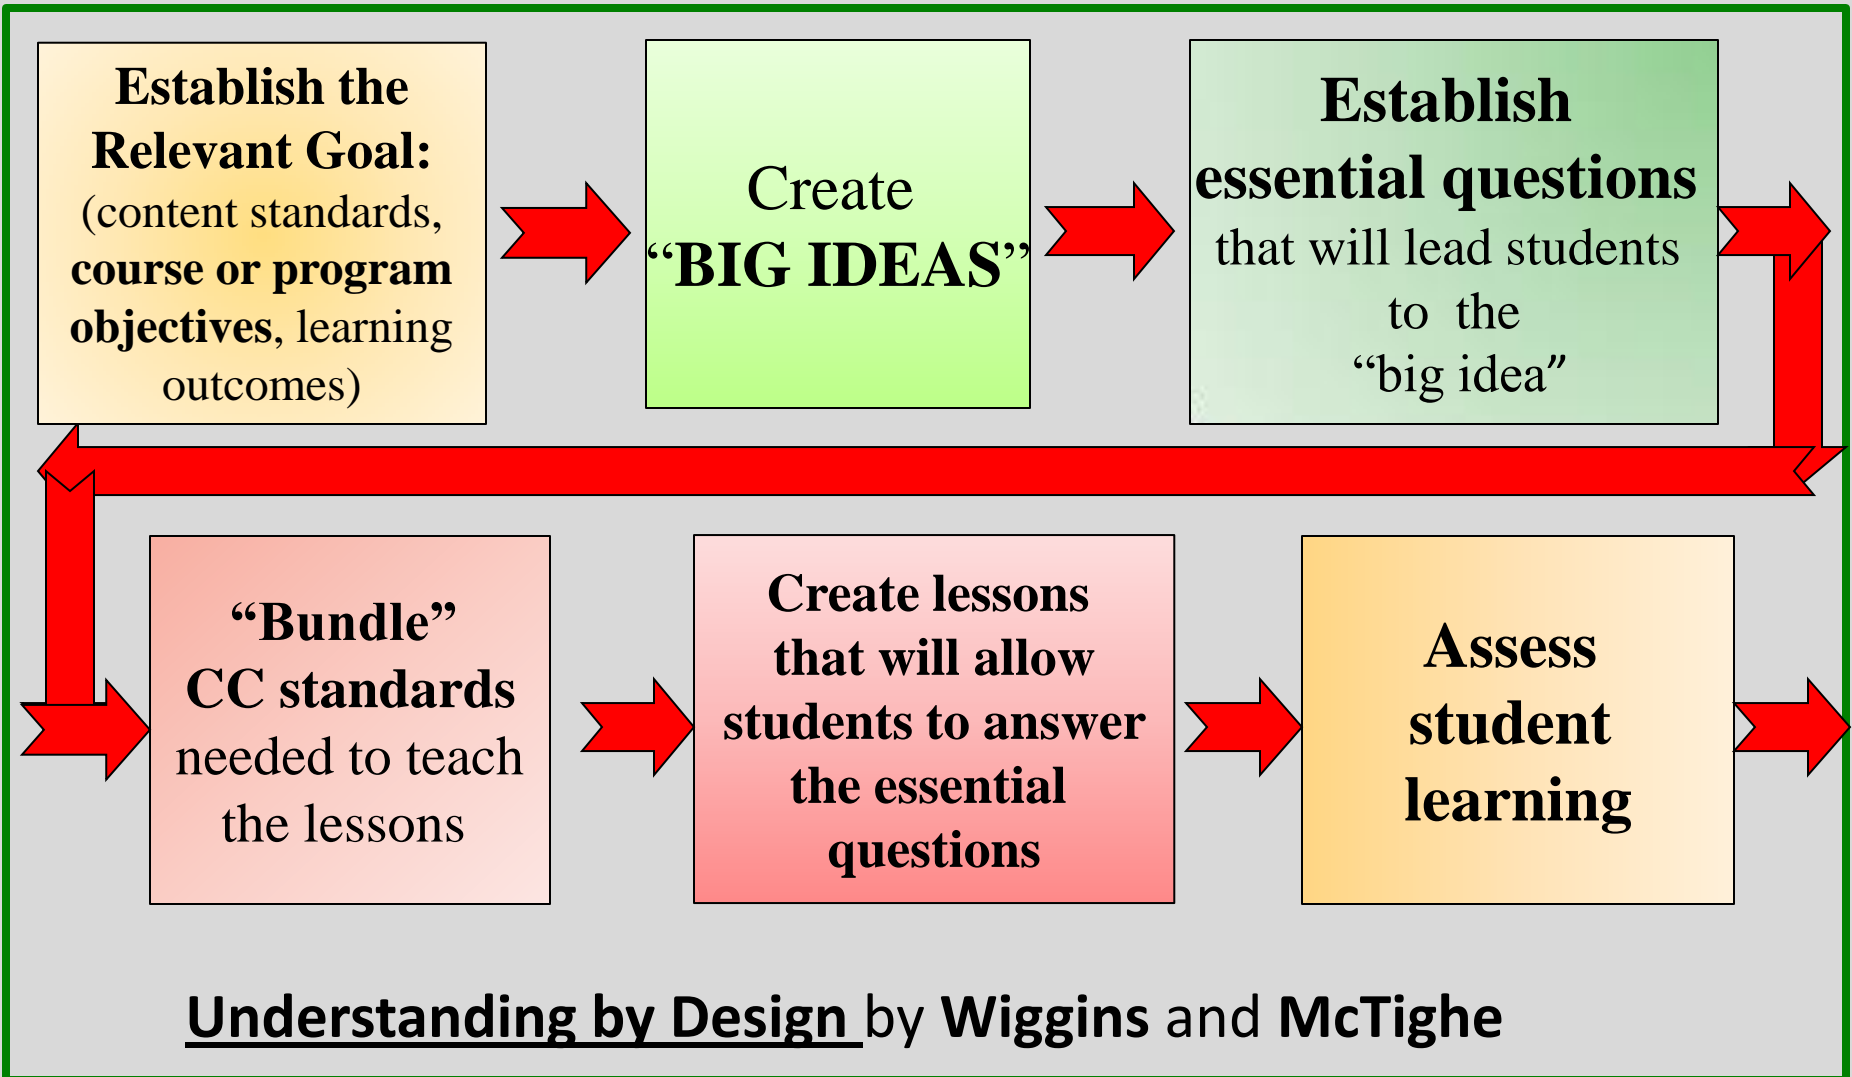 Establish the
Relevant Goal:
(content standards,
course or program
objectives, learning
outcomes)
Create
“BIG IDEAS”
Establish
essential questions
that will lead students
to the
“big idea”
“Bundle”
CC standards
needed to teach
the lessons
Create lessons
that will allow
students to answer
the essential
questions
Assess
student
learning
Understanding by Design by Wiggins and McTighe